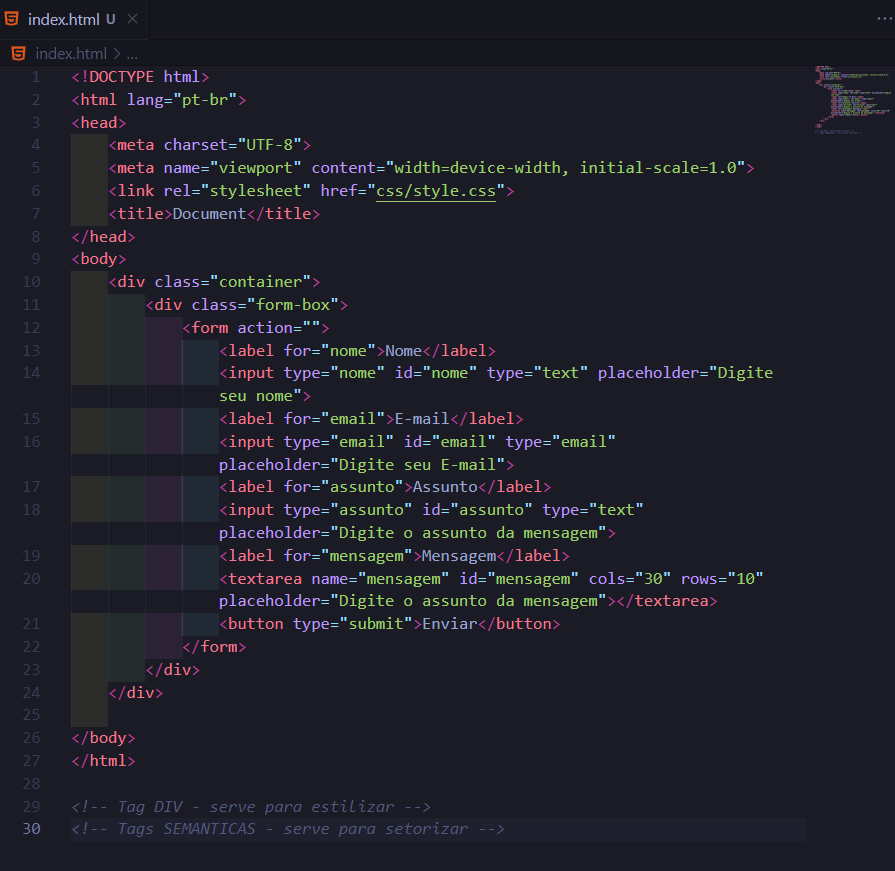 index.html U
index.html > ...
1 <!DOCTYPE html>
2 <html lang="pt-br">
3 <head>
4 <meta charset="UTF-8">
5 <meta name="viewport" content="width=device-width, initial-scale=1.0">
6 <link rel="stylesheet" href="css/style.css">
7 <title>Document</title>
8 </head>
9 <body>
10 <div class="container">
11 <div class="form-box">
12 <form action="">
13 <label for="nome">Nome</label>
14 <input type="nome" id="nome" type="text" placeholder="Digite
seu nome">
15 <label for="email">E-mail</label>
16 <input type="email" id="email" type="email"
placeholder="Digite seu E-mail">
17 <label for="assunto">Assunto</label>
18 <input type="assunto" id="assunto" type="text"
placeholder="Digite o assunto da mensagem">
19 <label for="mensagem">Mensagem</label>
20 <textarea name="mensagem" id="mensagem" cols="30" rows="10"
placeholder="Digite o assunto da mensagem"></textarea>
21 <button type="submit">Enviar</button>
22 </form>
23 </div>
24 </div>
25
26 </body>
27 </html>
28
29 <!-- Tag DIV - serve para estilizar -->
30 <!-- Tags SEMANTICAS - serve para setorizar -->